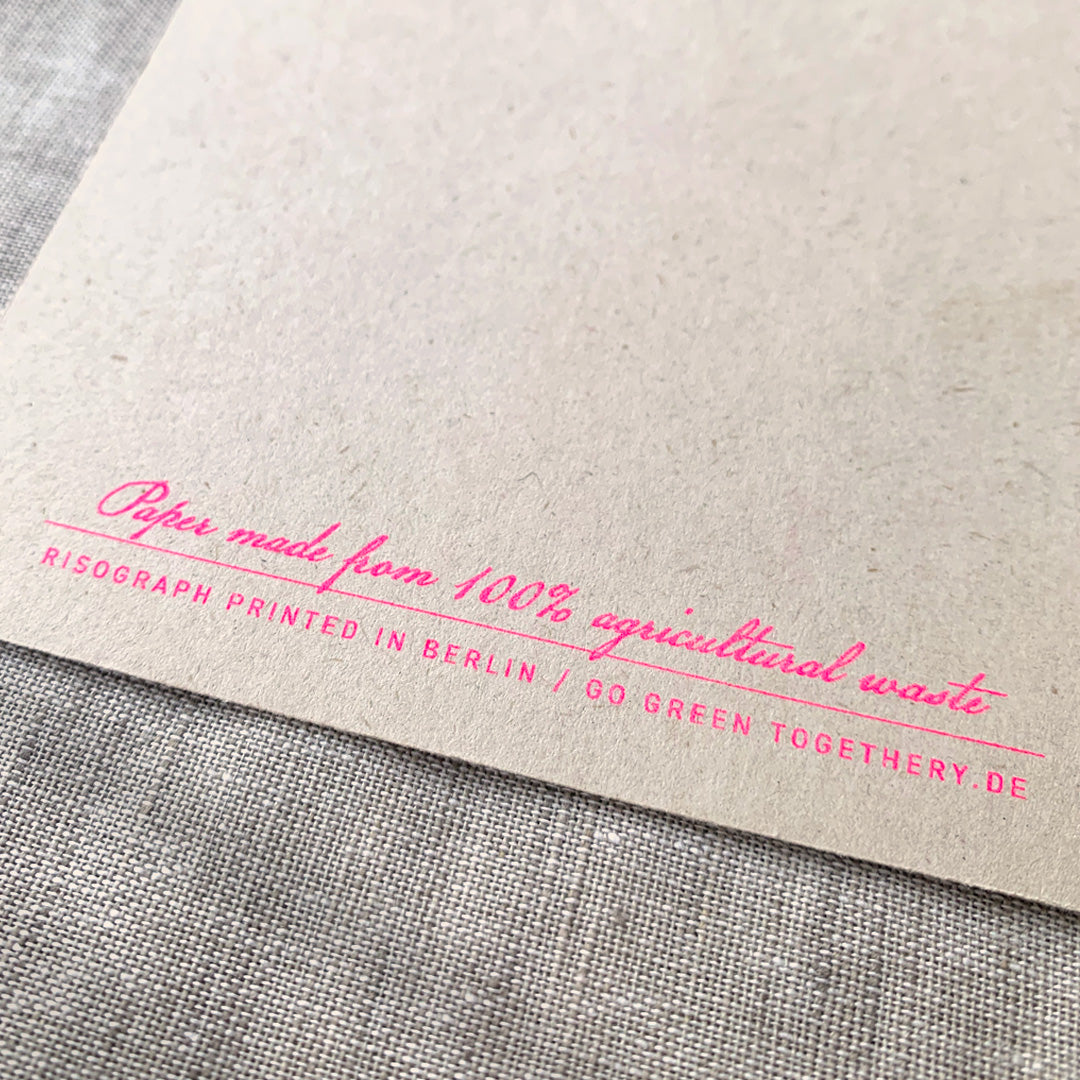 Paper made from 100% agricultural waste
RISOGRAPH PRINTED IN BERLIN / GO GREEN TOGETHERY.DE